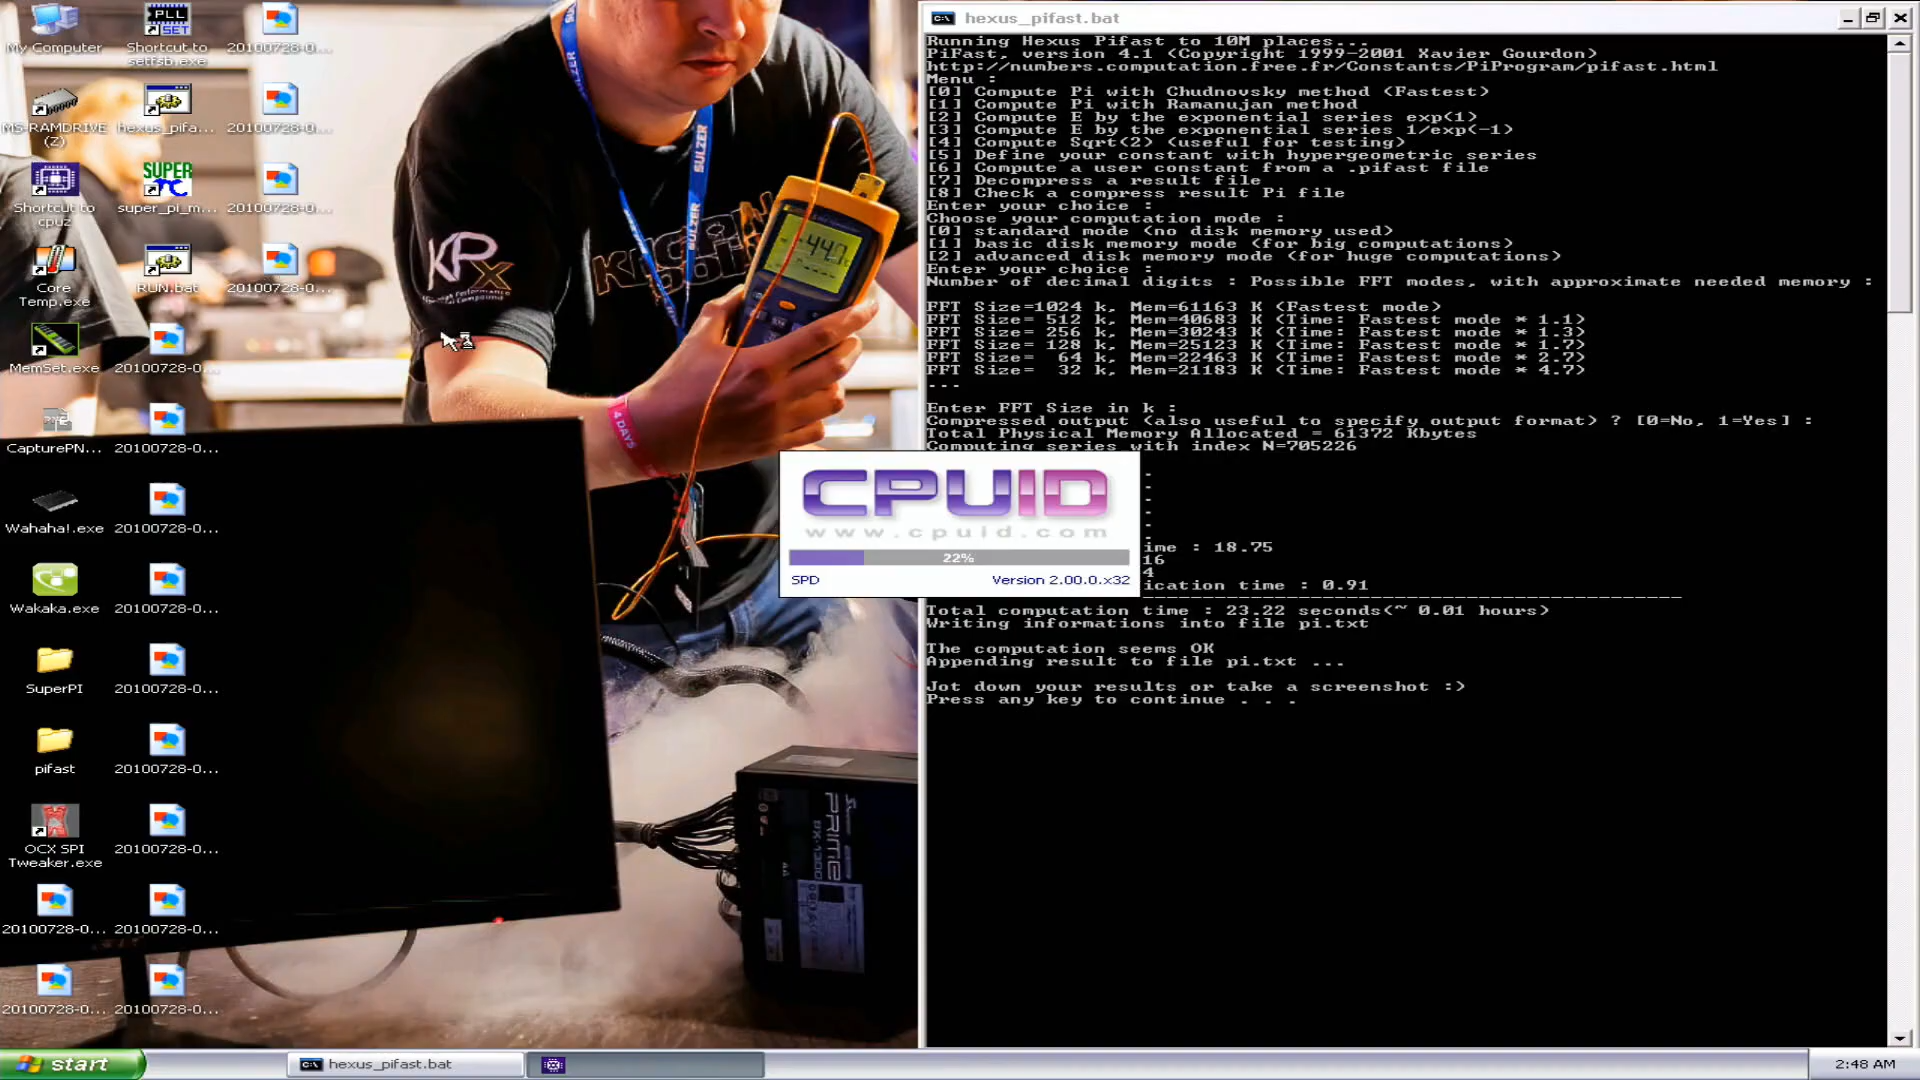 My Computer
Shortcut to setfsb.exe
20100728-0...
MS-RAMDRIVE (Z)
hexus_pifa...
20100728-0...
Shortcut to cpuz
SUPER
super_pi_m...
20100728-0...
Core Temp.exe
RUN.bat
20100728-0...
MemSet.exe
20100728-0...
CapturePN...
20100728-0...
Wahaha!.exe
20100728-0...
Wakaka.exe
20100728-0...
SuperPI
20100728-0...
pifast
20100728-0...
OCX SPI Tweaker.exe
20100728-0...
20100728-0...
20100728-0...
20100728-0...
20100728-0...
PLL
SET
SULZER
SULZER
KPX
4 DAYS
PRIME
PX-1300
hexus_pifast.bat
Running Hexus Pifast to 10M places...
PiFast, version 4.1 (Copyright 1999-2001 Xavier Gourdon)
http://numbers.computation.free.fr/Constants/PiProgram/pifast.html
Menu :
[0] Compute Pi with Chudnovsky method (Fastest)
[1] Compute Pi with Ramanujan method
[2] Compute E by the exponential series exp(1)
[3] Compute E by the exponential series 1/exp(-1)
[4] Compute Sqrt(2) (useful for testing)
[5] Define your constant with hypergeometric series
[6] Compute a user constant from a .pifast file
[7] Decompress a result file
[8] Check a compress result Pi file
Enter your choice :
Choose your computation mode :
[0] standard mode (no disk memory used)
[1] basic disk memory mode (for big computations)
[2] advanced disk memory mode (for huge computations)
Enter your choice :
Number of decimal digits : Possible FFT modes, with approximate needed memory :
FFT Size=1024 k, Mem=61163 K (Fastest mode)
FFT Size= 512 k, Mem=40683 K (Time: Fastest mode * 1.1)
FFT Size= 256 k, Mem=30243 K (Time: Fastest mode * 1.3)
FFT Size= 128 k, Mem=25123 K (Time: Fastest mode * 1.7)
FFT Size=  64 k, Mem=22463 K (Time: Fastest mode * 2.7)
FFT Size=  32 k, Mem=21183 K (Time: Fastest mode * 4.7)
---
Enter FFT Size in k :
Compressed output (also useful to specify output format) ? [0=No, 1=Yes] :
Total Physical Memory Allocated = 61372 Kbytes
Computing series with index N=705226
ime : 18.75
16
4
ication time : 0.91
Total computation time : 23.22 seconds(~ 0.01 hours)
Writing informations into file pi.txt
The computation seems OK
Appending result to file pi.txt ...
Jot down your results or take a screenshot :)
Press any key to continue . . .
CPUID
www.cpuid.com
22%
SPD
Version 2.00.0.x32
start
hexus_pifast.bat
2:48 AM